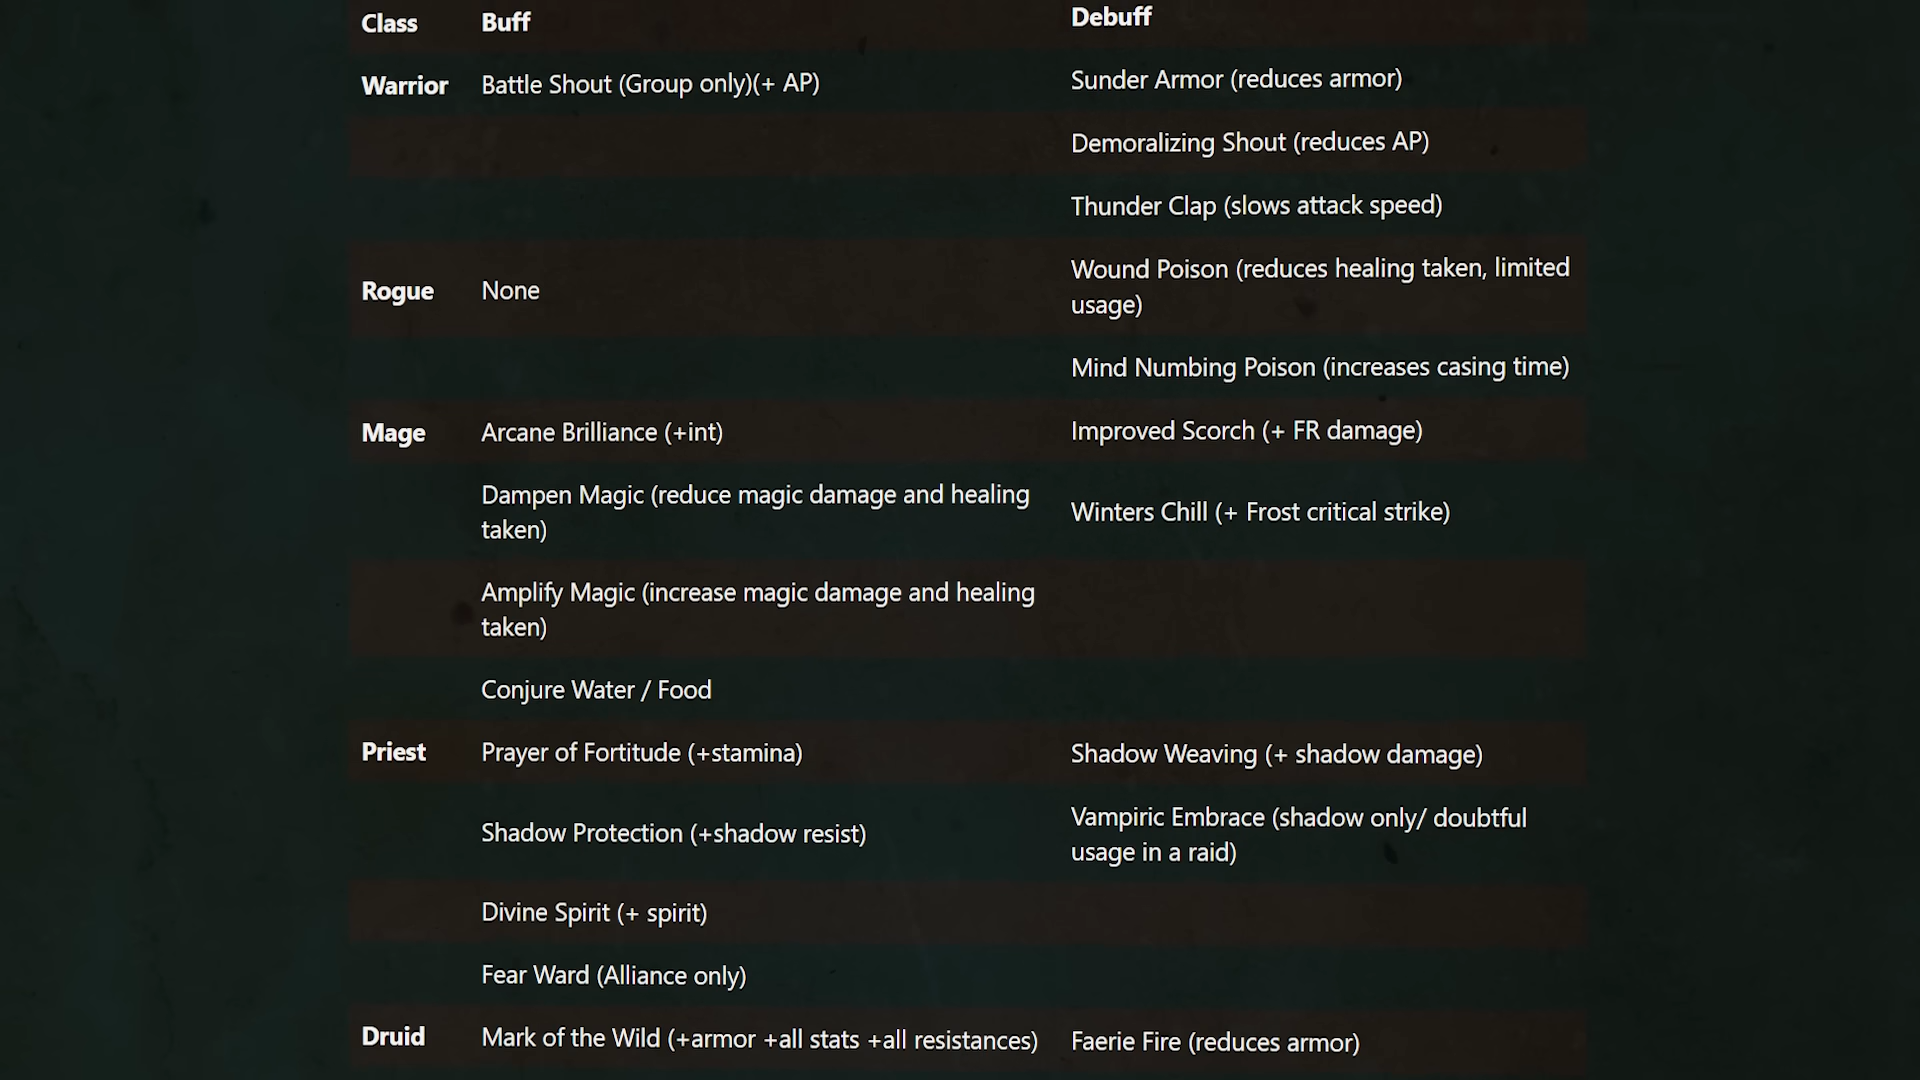 Class Buff Debuff
Warrior Battle Shout (Group only)(+ AP) Sunder Armor (reduces armor)
Demoralizing Shout (reduces AP)
Thunder Clap (slows attack speed)
Rogue None Wound Poison (reduces healing taken, limited
usage)
Mind Numbing Poison (increases casing time)
Mage Arcane Brilliance (+int) Improved Scorch (+ FR damage)
Dampen Magic (reduce magic damage and healing
taken)
Winters Chill (+ Frost critical strike)
Amplify Magic (increase magic damage and healing
taken)
Conjure Water / Food
Priest Prayer of Fortitude (+stamina) Shadow Weaving (+ shadow damage)
Shadow Protection (+shadow resist)
Vampiric Embrace (shadow only/ doubtful
usage in a raid)
Divine Spirit (+ spirit)
Fear Ward (Alliance only)
Druid Mark of the Wild (+armor +all stats +all resistances) Faerie Fire (reduces armor)